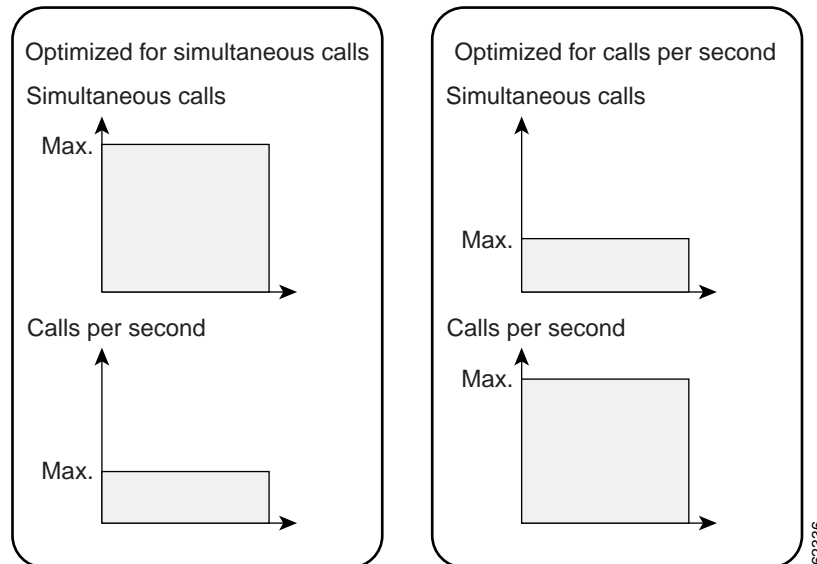 Optimized for simultaneous calls
Simultaneous calls
Max.
Calls per second
Max.
Optimized for calls per second
Simultaneous calls
Max.
Calls per second
Max.
62336